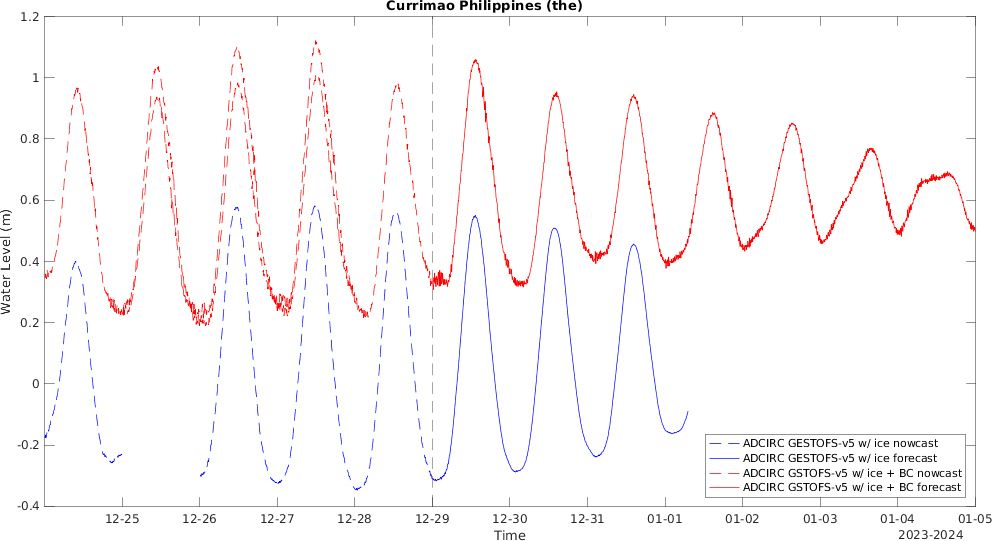 Currimao Philippines (the)
Water Level (m)
1.2
1
0.8
0.6
0.4
0.2
0
-0.2
-0.4
12-25 12-26 12-27 12-28 12-29 12-30 12-31 01-01 01-02 01-03 01-04 01-05
Time
2023-2024
ADCIRC GESTOFS-v5 w/ ice nowcast
ADCIRC GESTOFS-v5 w/ ice forecast
ADCIRC GSTOFS-v5 w/ ice + BC nowcast
ADCIRC GSTOFS-v5 w/ ice + BC forecast